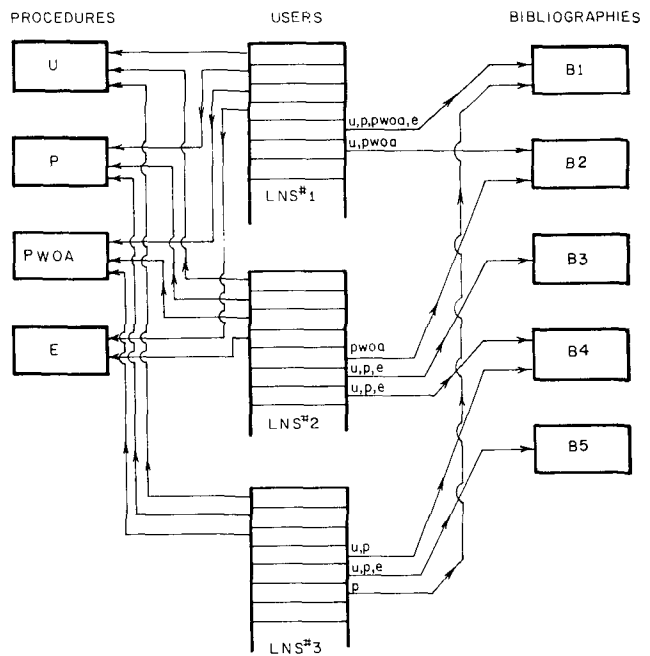 PROCEDURES USERS BIBLIOGRAPHIES
U
B1
u,p,pwoa,e
P
u,pwoa
B2
LNS#1
PWOA
B3
E
pwoa
B4
u,p,e
u,p,e
LNS#2
B5
u,p
u,p,e
p
LNS#3